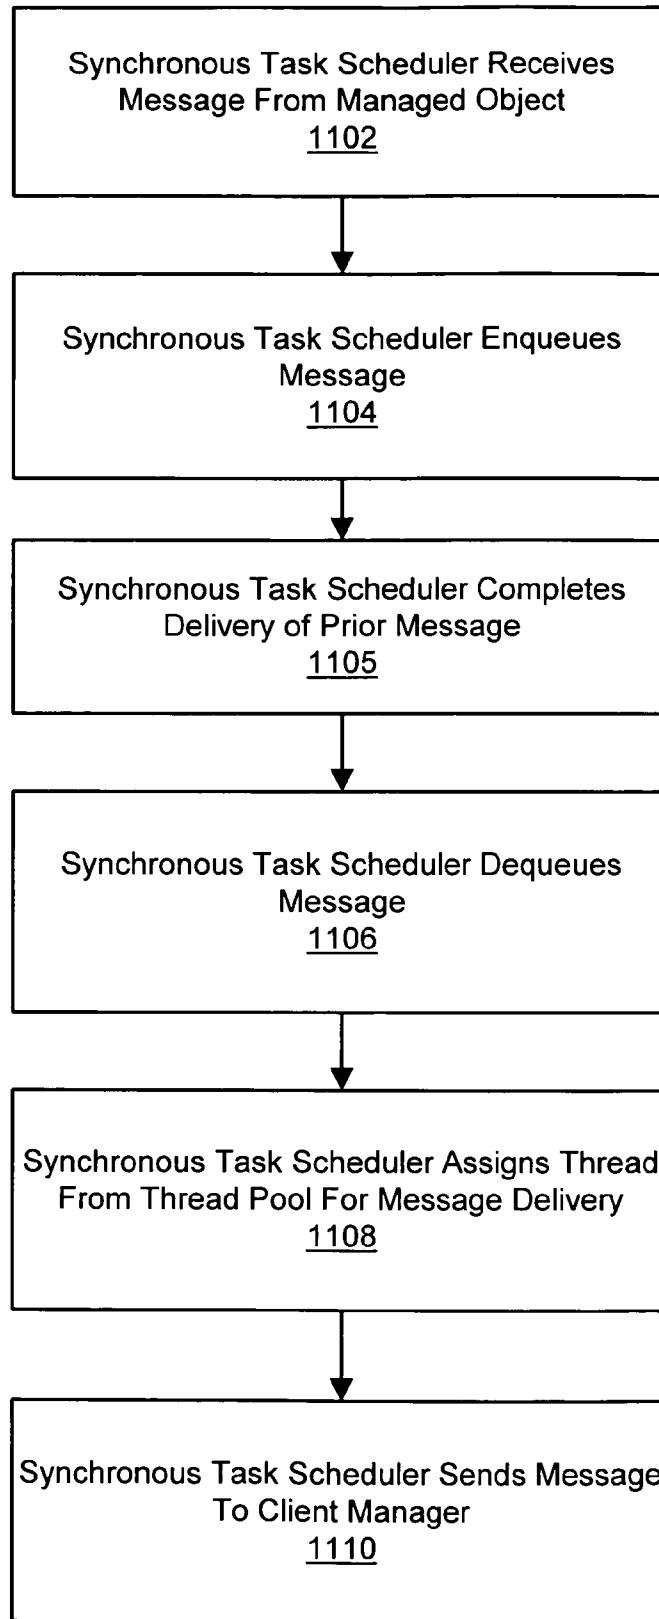 Synchronous Task Scheduler Receives
Message From Managed Object
1102
Synchronous Task Scheduler Enqueues
Message
1104
Synchronous Task Scheduler Completes
Delivery of Prior Message
1105
Synchronous Task Scheduler Dequeues
Message
1106
Synchronous Task Scheduler Assigns Thread
From Thread Pool For Message Delivery
1108
Synchronous Task Scheduler Sends Message
To Client Manager
1110